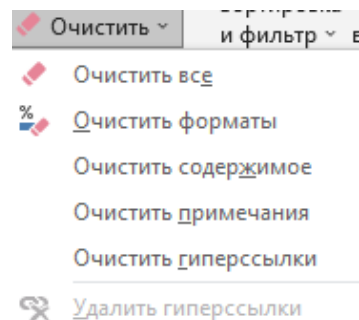 Очистить
и фильтр
Очистить все
%
Очистить форматы
Очистить содержимое
Очистить примечания
Очистить гиперссылки
Удалить гиперссылки